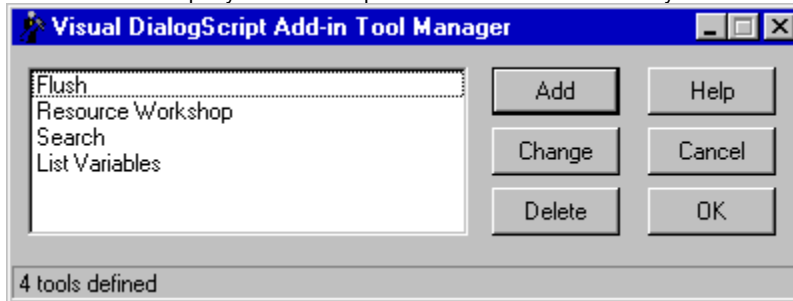 Visual DialogScript Add-in Tool Manager
Flush
Resource Workshop
Search
List Variables
Add
Help
Change
Cancel
Delete
OK
4 tools defined